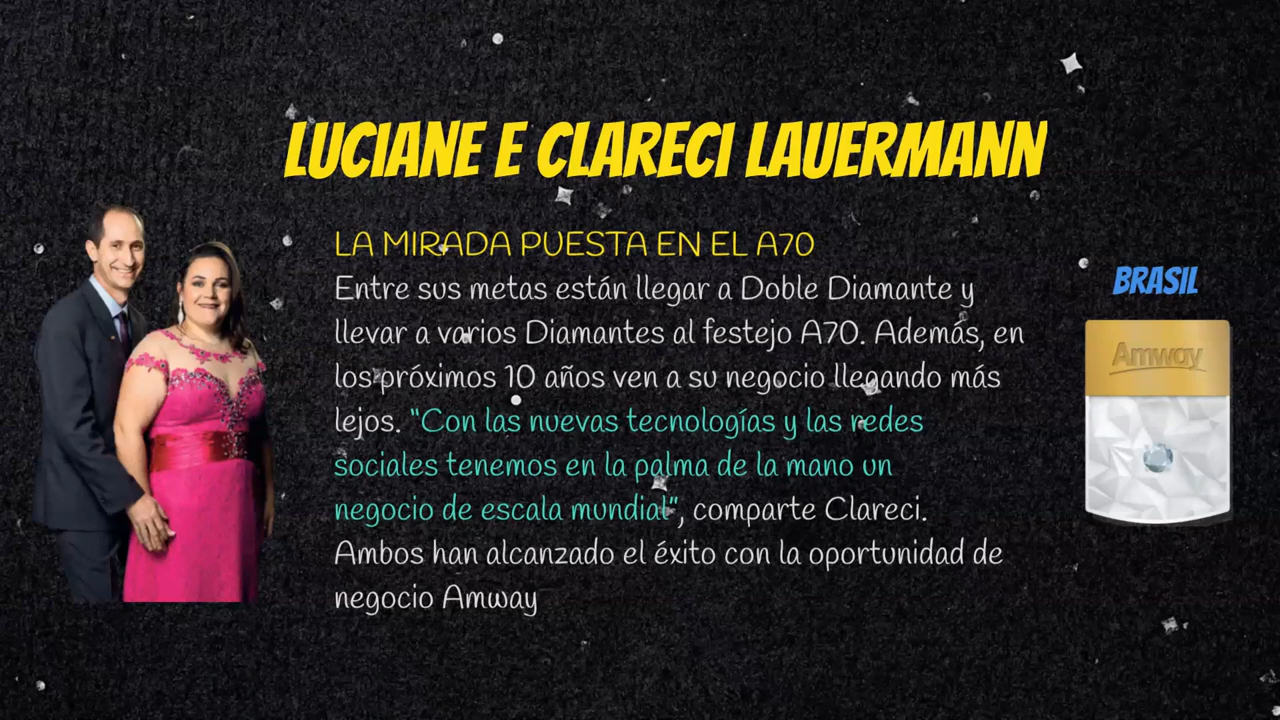 LUCIANE E CLARECI LAUERMANN
LA MIRADA PUESTA EN EL A70
Entre sus metas están llegar a Doble Diamante y
llevar a varios Diamantes al festejo A70. Además, en
los próximos 10 años ven a su negocio llegando más
lejos. "Con las nuevas tecnologías y las redes
sociales tenemos en la palma de la mano un
negocio de escala mundial", comparte Clareci.
Ambos han alcanzado el éxito con la oportunidad de
negocio Amway
BRASIL
Amway